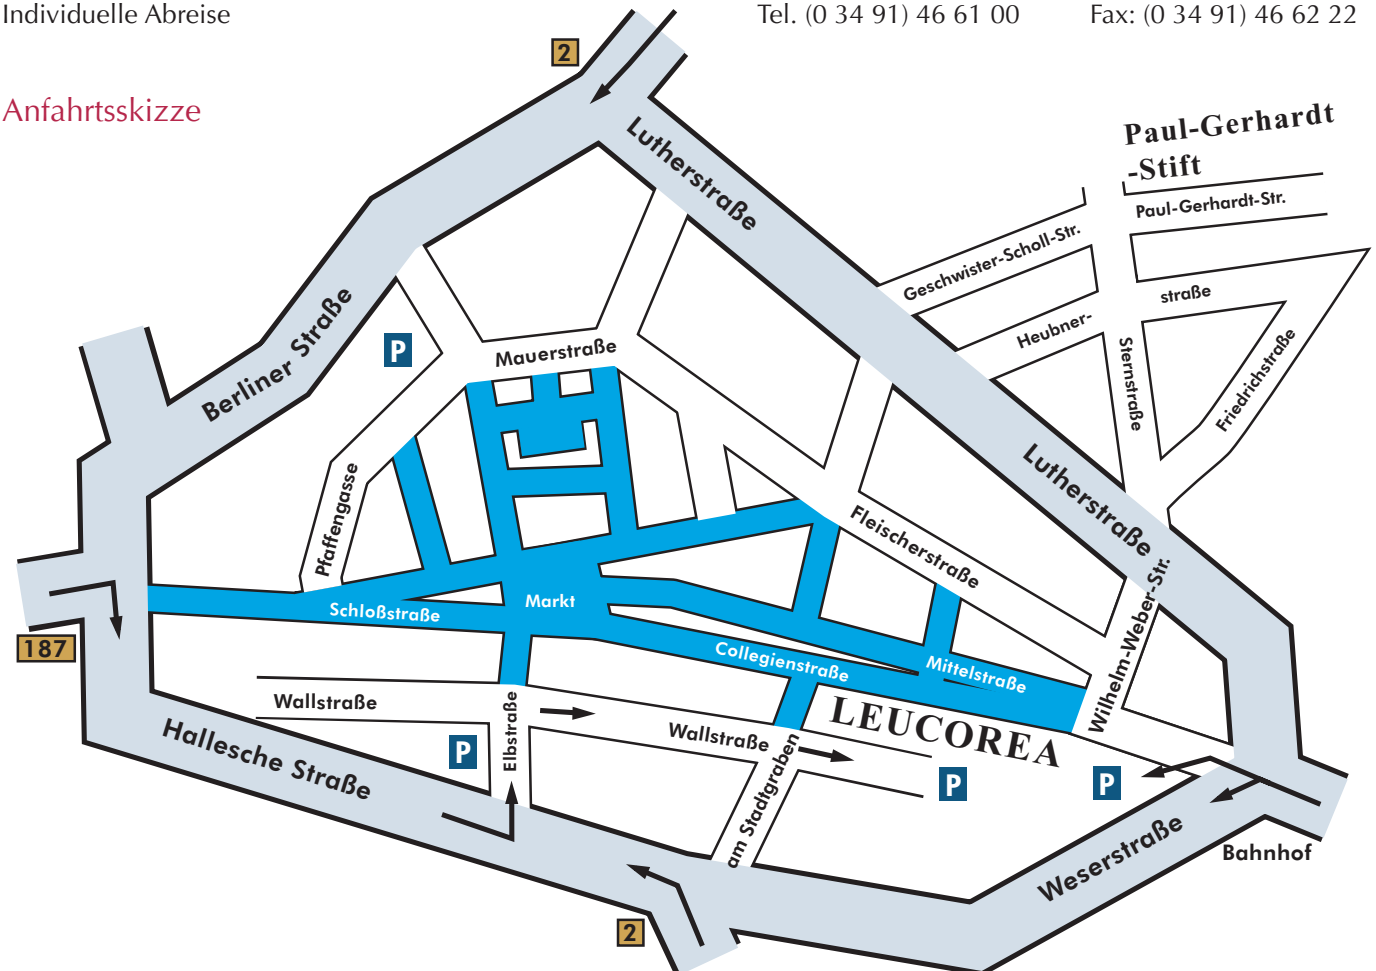 Individuelle Abreise
Tel. (0 34 91) 46 61 00
Fax: (0 34 91) 46 62 22
2
Anfahrtsskizze
Paul-Gerhardt
-Stift
Lutherstraße
Paul-Gerhardt-Str.
Geschwister-Scholl-Str.
straße
Heubner-
Berliner Straße
P
Mauerstraße
Sternstraße
Friedrichstraße
Pfaffengasse
Lutherstraße
Fleischerstraße
Schloßstraße
Markt
187
Collegienstraße
Mittelstraße
Wilhelm-Weber-Str.
Wallstraße
LEUCOREA
Hallesche Straße
P
Elbstraße
Wallstraße
am Stadtgraben
P
P
Weserstraße
Bahnhof
2